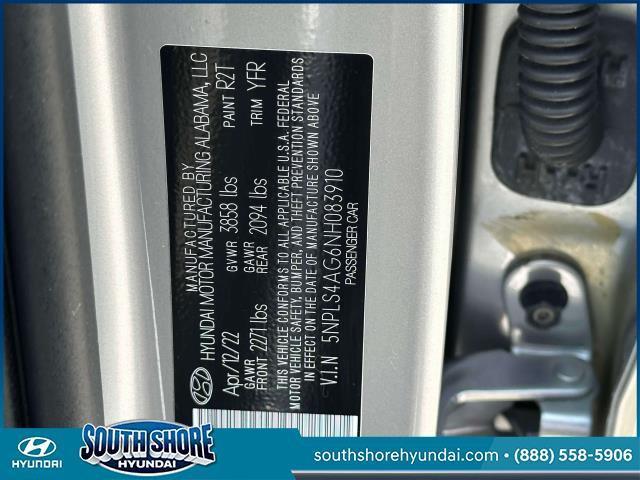 MANUFACTURED BY
HYUNDAI MOTOR MANUFACTURING ALABAMA, LLC
Apr/12/22 GVWR 3858 lbs PAINT R2T
GAWR FRONT 2271 lbs GAWR REAR 2094 lbs TRIM YFR
THIS VEHICLE CONFORMS TO ALL APPLICABLE U.S.A. FEDERAL
MOTOR VEHICLE SAFETY, BUMPER, AND THEFT PREVENTION STANDARDS
IN EFFECT ON THE DATE OF MANUFACTURE SHOWN ABOVE
V.I.N 5NPLS4AG6NH083910
PASSENGER CAR
HYUNDAI
SOUTH SHORE
HYUNDAI
southshorehyundai.com • (888) 558-5906